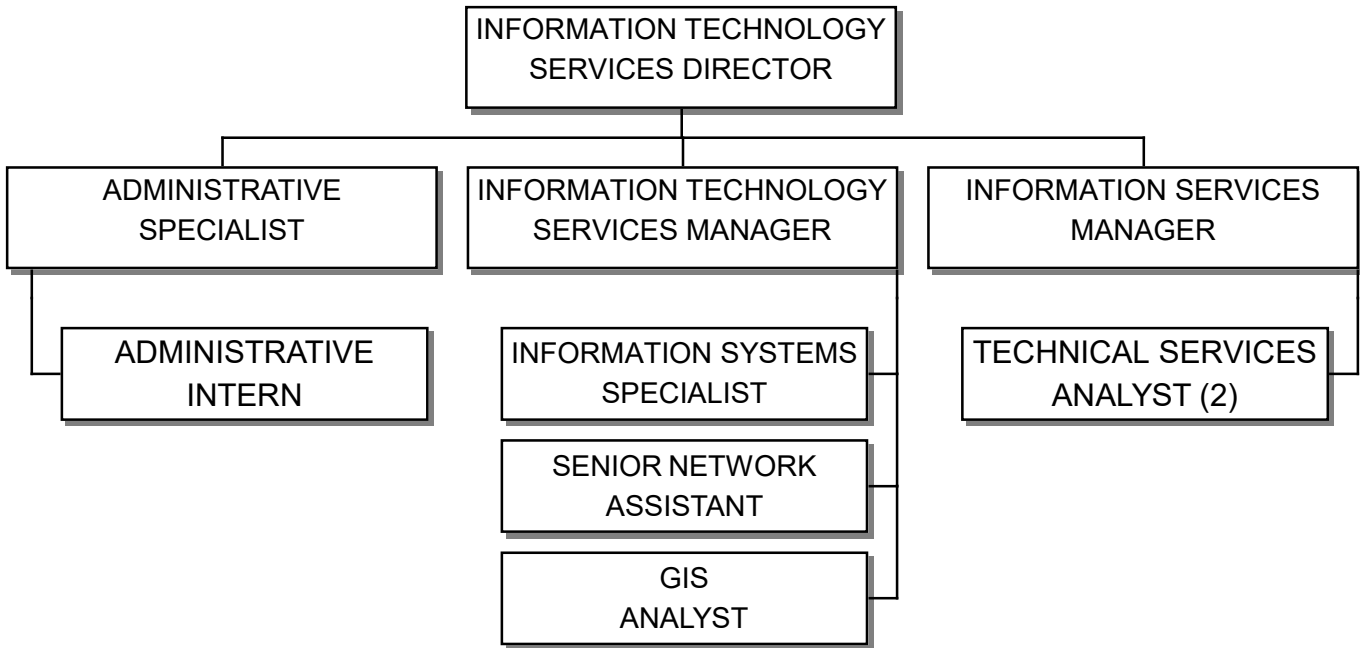 INFORMATION TECHNOLOGY
SERVICES DIRECTOR
ADMINISTRATIVE
SPECIALIST
INFORMATION TECHNOLOGY
SERVICES MANAGER
INFORMATION SERVICES
MANAGER
ADMINISTRATIVE
INTERN
INFORMATION SYSTEMS
SPECIALIST
TECHNICAL SERVICES
ANALYST (2)
SENIOR NETWORK
ASSISTANT
GIS
ANALYST